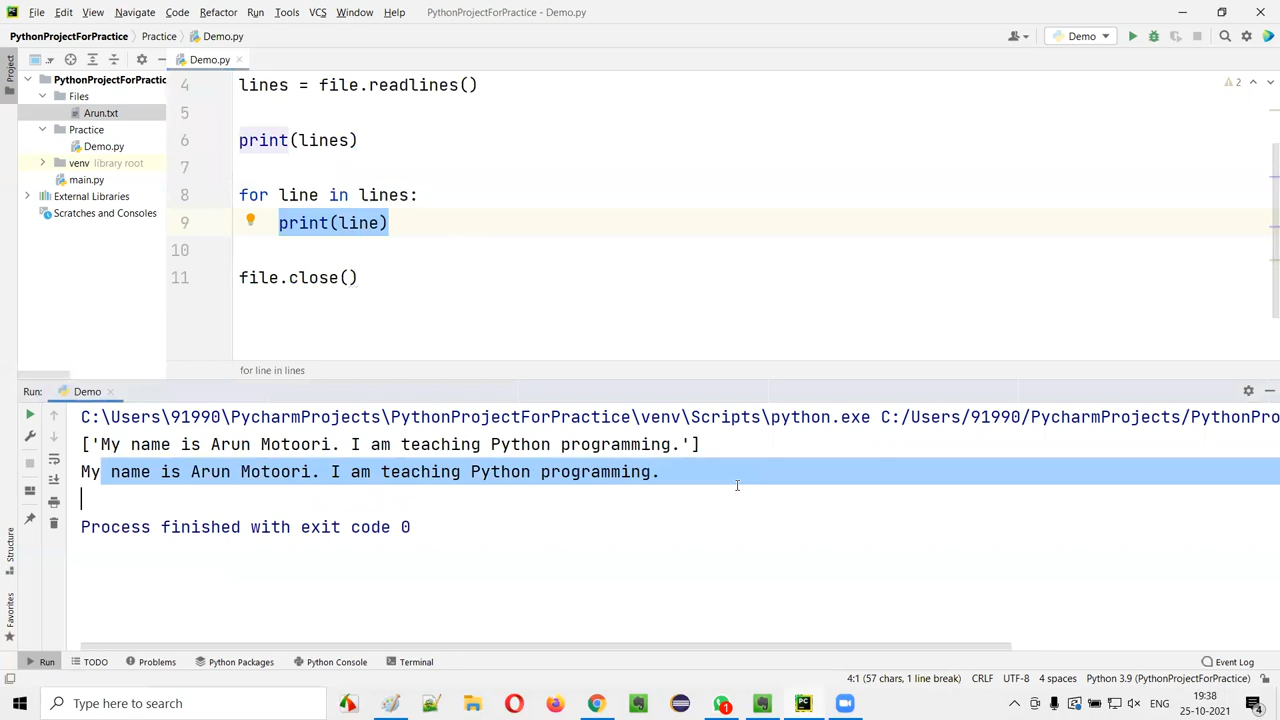 File Edit View Navigate Code Refactor Run Tools VCS Window Help PythonProjectForPractice - Demo.py
PythonProjectForPractice Practice Demo.py Demo
Project
Demo.py
PythonProjectForPractic
Files
Arun.txt
Practice
Demo.py
venv library root
main.py
External Libraries
Scratches and Consoles
2
4 lines = file.readlines()
5
6 print(lines)
7
8 for line in lines:
9 print(line)
10
11 file.close()
for line in lines
Run: Demo
C:\Users\91990\PycharmProjects\PythonProjectForPractice\venv\Scripts\python.exe C:/Users/91990/PycharmProjects/PythonPro
['My name is Arun Motoori. I am teaching Python programming.']
My name is Arun Motoori. I am teaching Python programming.
Process finished with exit code 0
Structure
Favorites
Run TODO Problems Python Packages Python Console Terminal Event Log
4:1 (57 chars, 1 line break) CRLF UTF-8 4 spaces Python 3.9 (PythonProjectForPractice)
Type here to search
1
ENG
19:38
25-10-2021
4